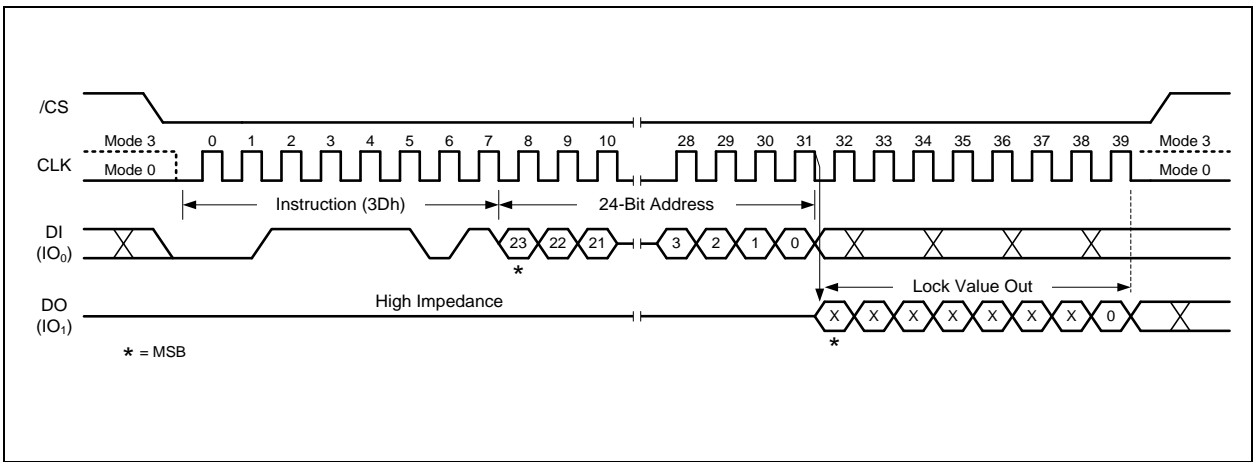 /CS
Mode 3 0 1 2 3 4 5 6 7 8 9 10 28 29 30 31 32 33 34 35 36 37 38 39 Mode 3
CLK
Mode 0 Mode 0
Instruction (3Dh) 24-Bit Address
DI
(IO₀)
23 22 21 3 2 1 0
*
Lock Value Out
DO
(IO₁)
High Impedance
X X X X X X X 0
*
* = MSB